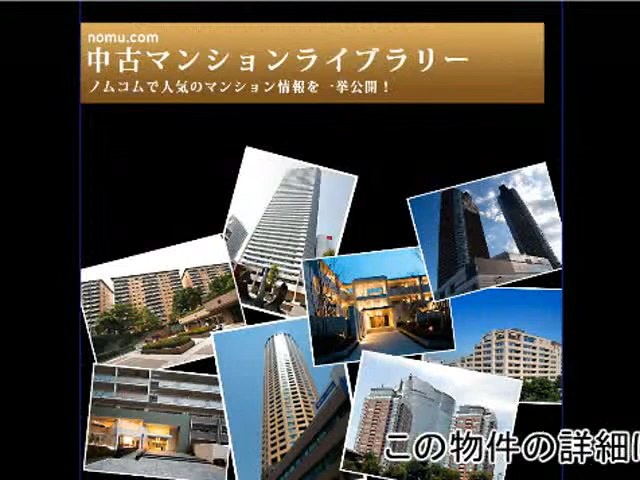 nomu.com
中古マンションライブラリー
ノムコムで人気のマンション情報を一挙公開！
この物件の詳細は